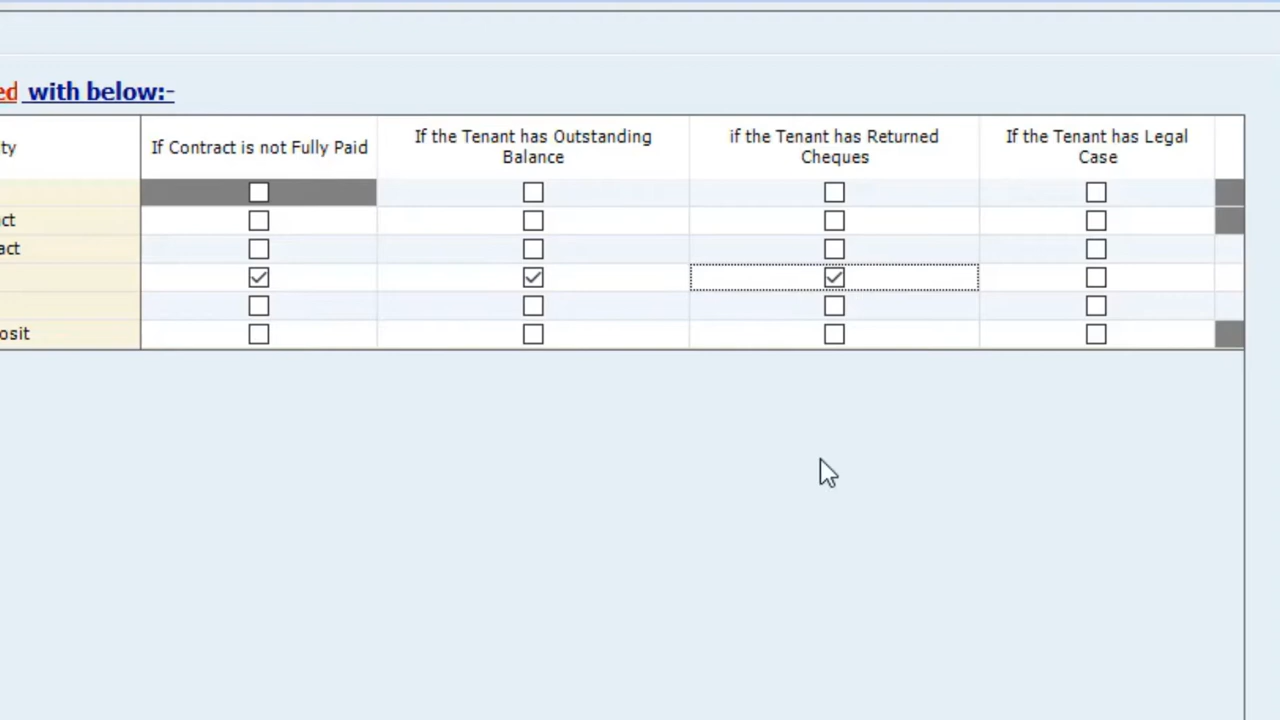 ed with below:-
ty
If Contract is not Fully Paid
If the Tenant has Outstanding
Balance
if the Tenant has Returned
Cheques
If the Tenant has Legal
Case
ct
act
osit